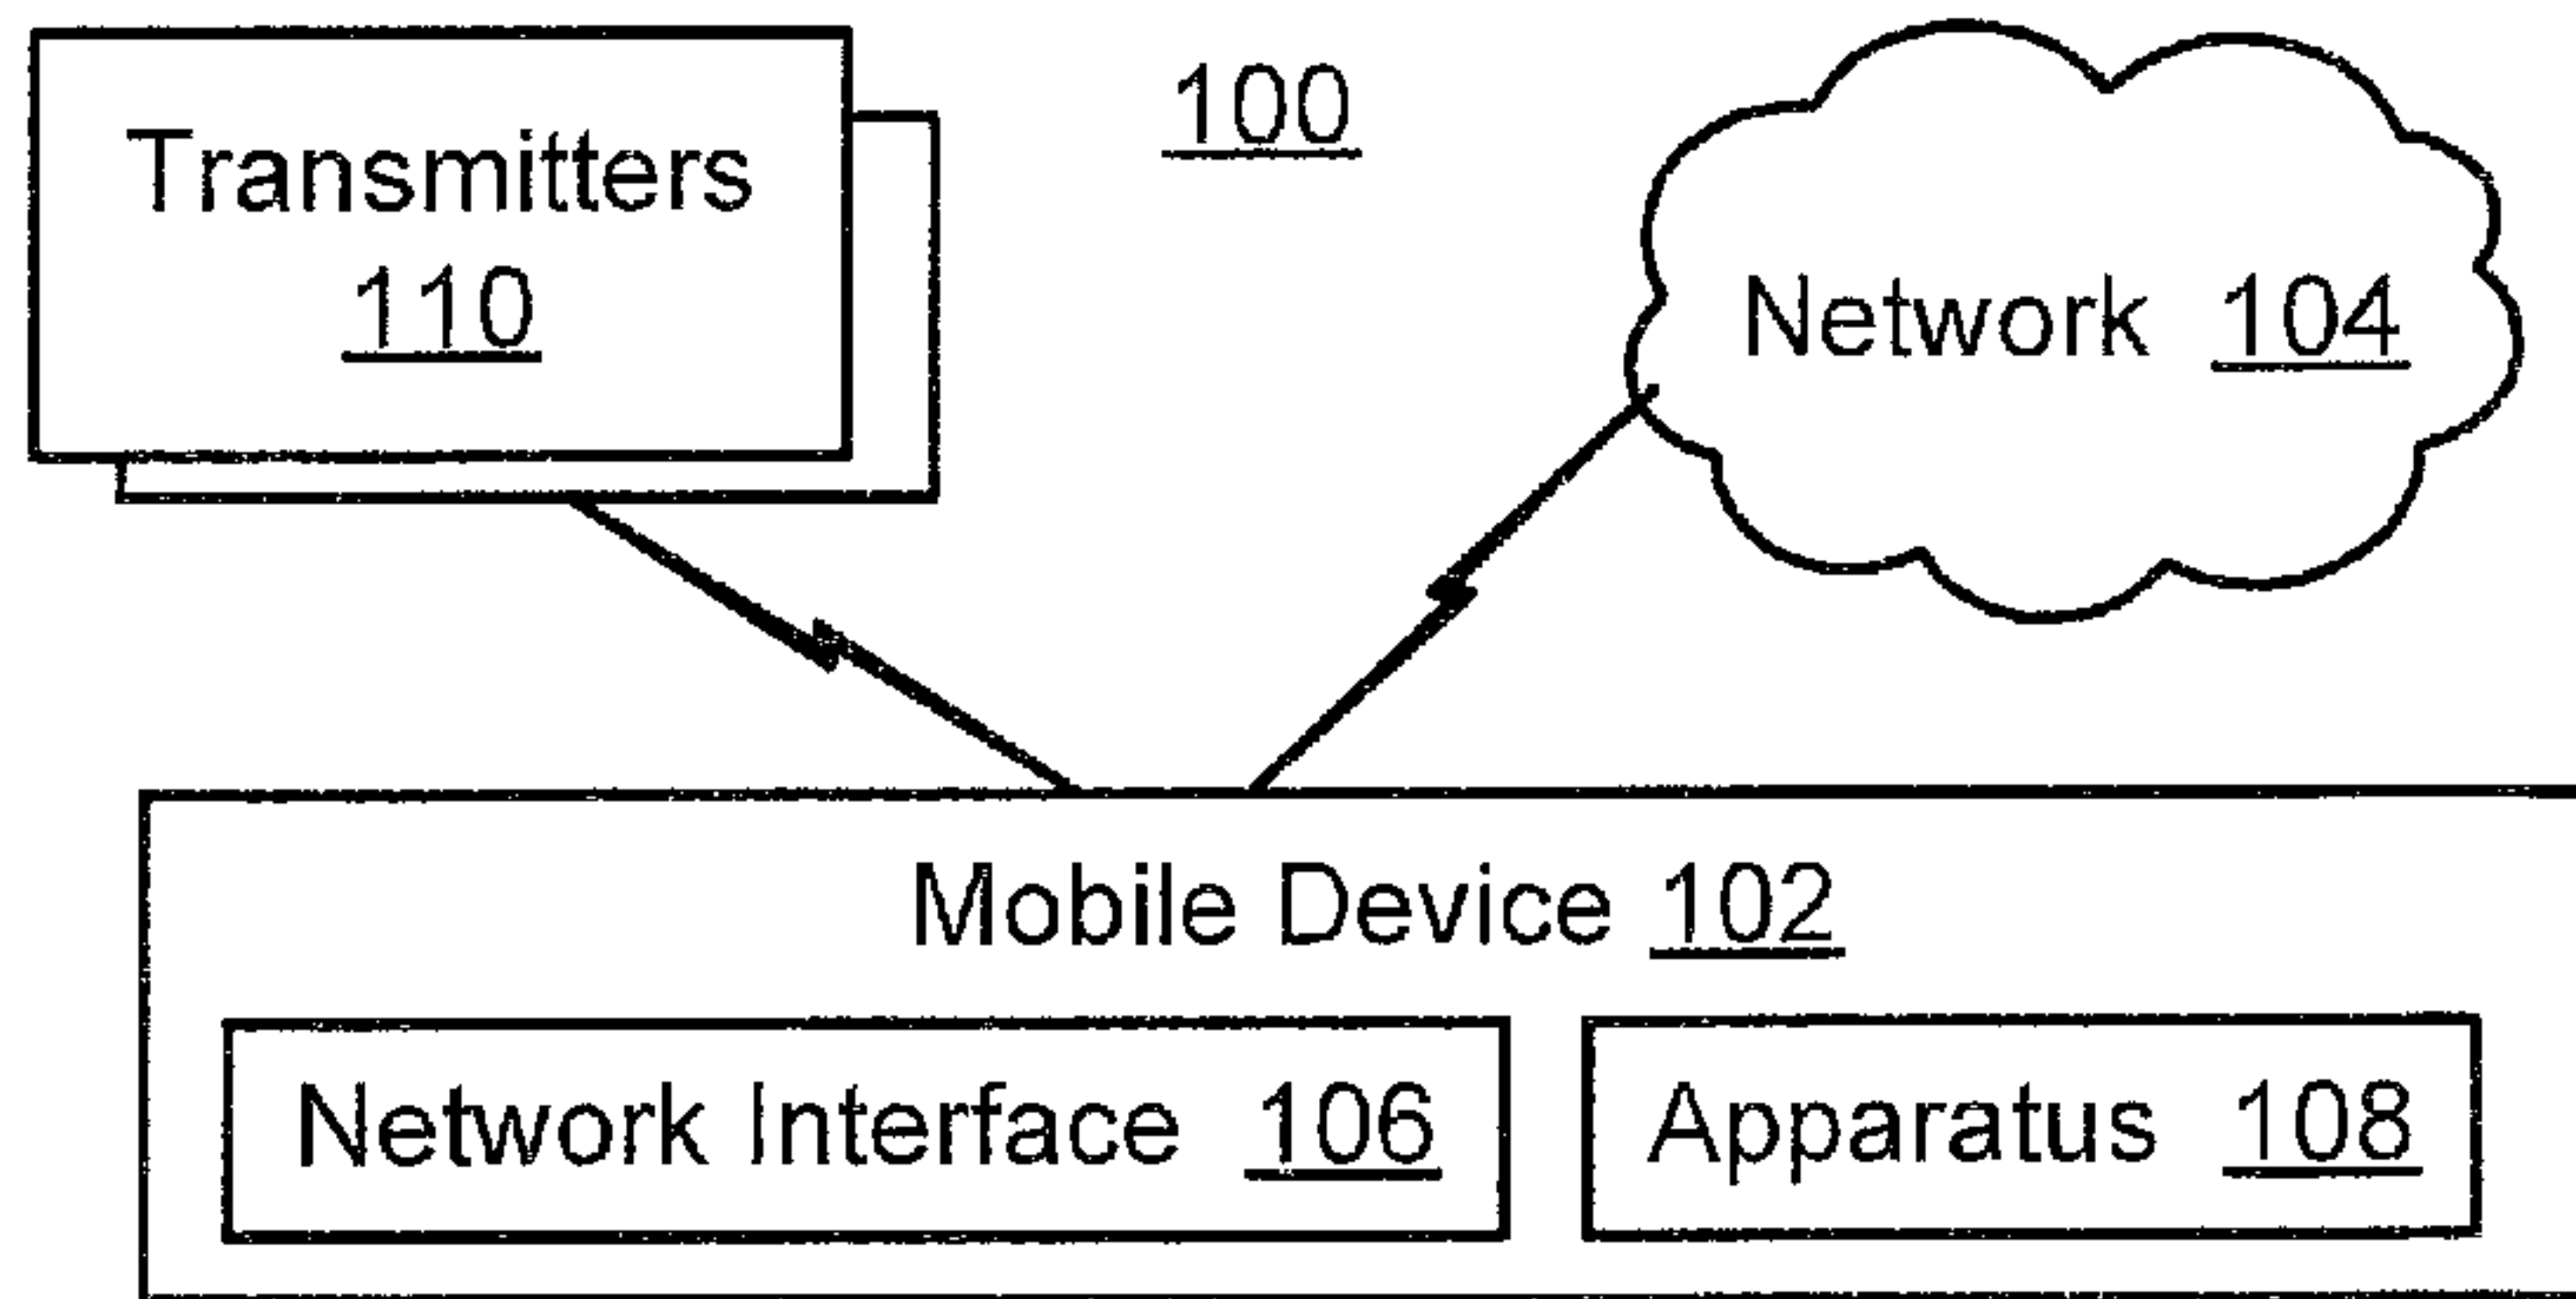 Transmitters
110
100
Network 104
Mobile Device 102
Network Interface 106
Apparatus 108